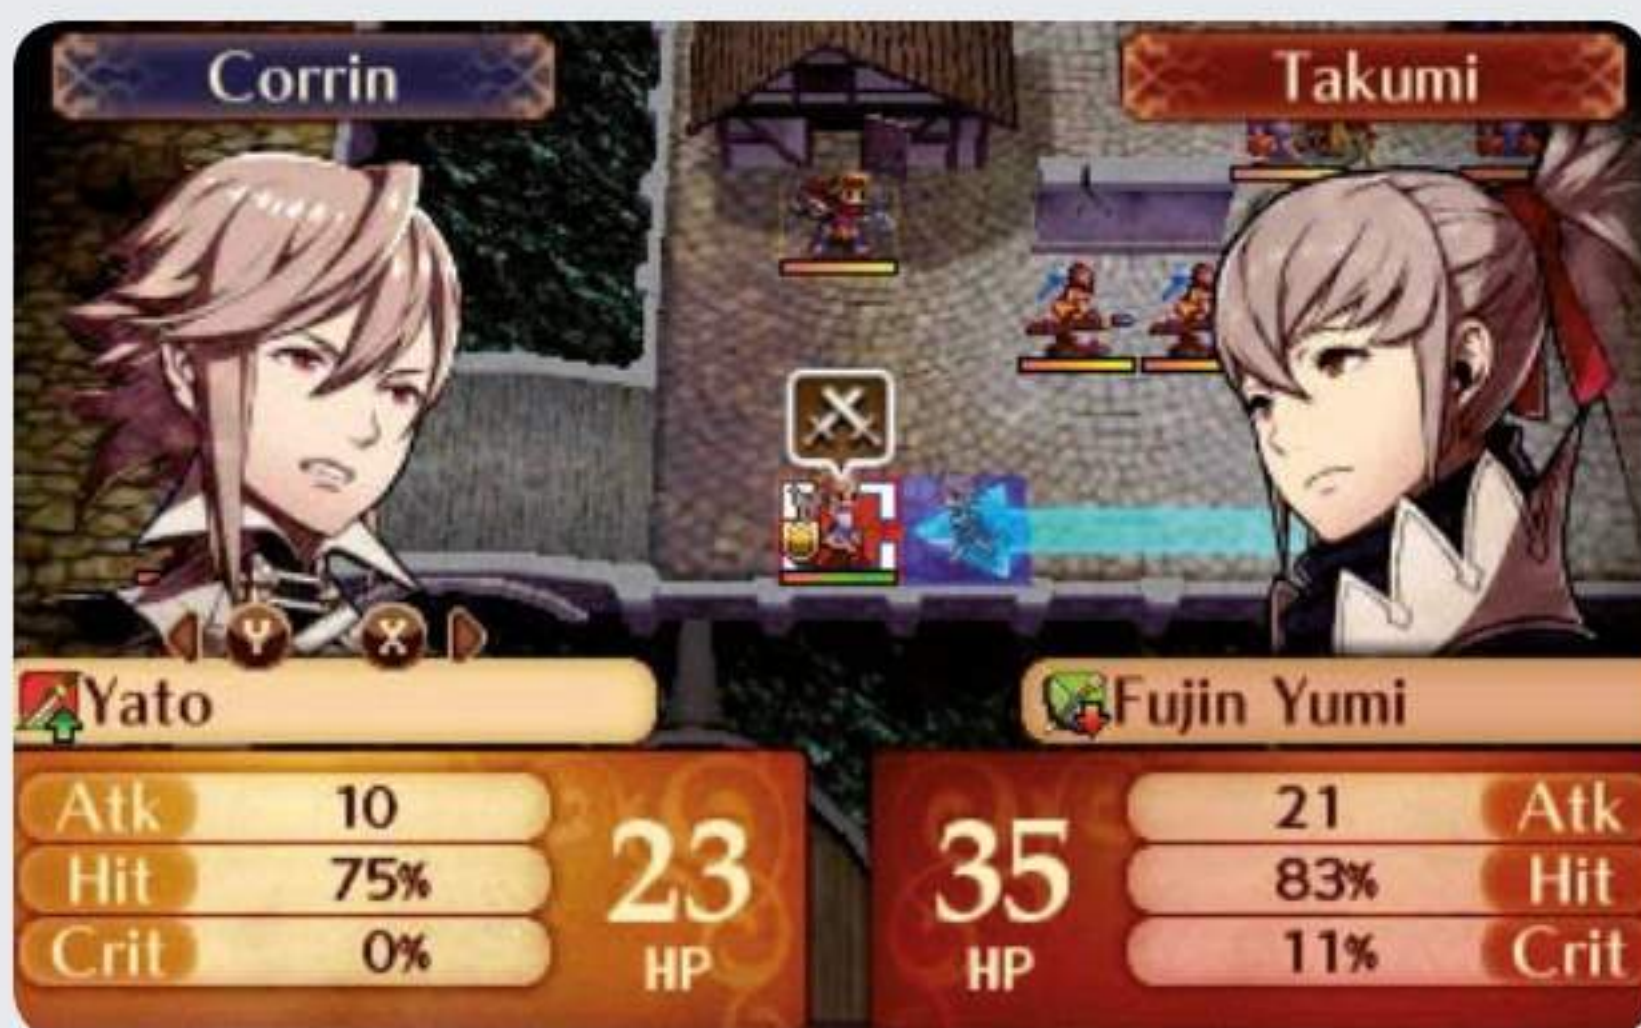 Corrin
Takumi
Y X
Yato
Fujin Yumi
Atk 10
Hit 75%
Crit 0%
23
HP
35
HP
21 Atk
83% Hit
11% Crit